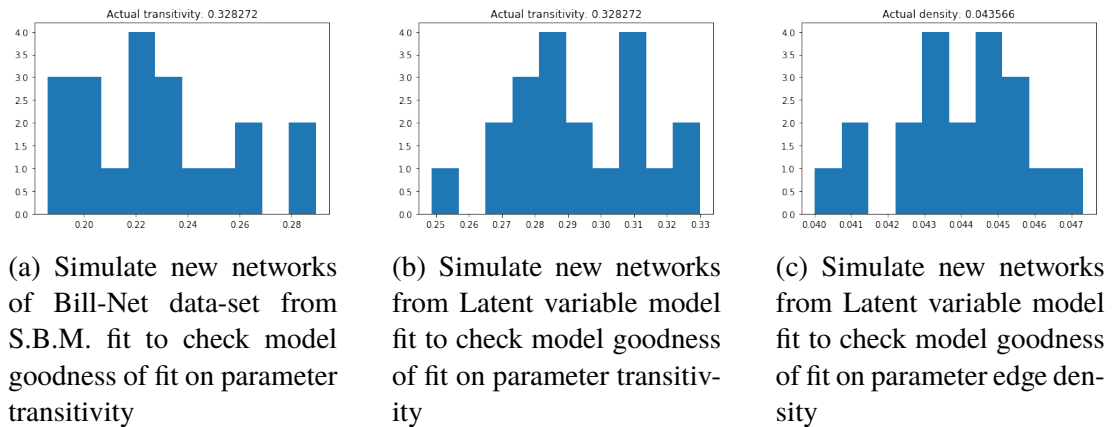 Actual transitivity: 0.328272
4.0
3.5
3.0
2.5
2.0
1.5
1.0
0.5
0.0
0.20 0.22 0.24 0.26 0.28
(a) Simulate new networks
of Bill-Net data-set from
S.B.M. fit to check model
goodness of fit on parameter
transitivity
Actual transitivity: 0.328272
4.0
3.5
3.0
2.5
2.0
1.5
1.0
0.5
0.0
0.25 0.26 0.27 0.28 0.29 0.30 0.31 0.32 0.33
(b) Simulate new networks
from Latent variable model
fit to check model goodness
of fit on parameter transitiv-
ity
Actual density: 0.043566
4.0
3.5
3.0
2.5
2.0
1.5
1.0
0.5
0.0
0.040 0.041 0.042 0.043 0.044 0.045 0.046 0.047
(c) Simulate new networks
from Latent variable model
fit to check model goodness
of fit on parameter edge den-
sity